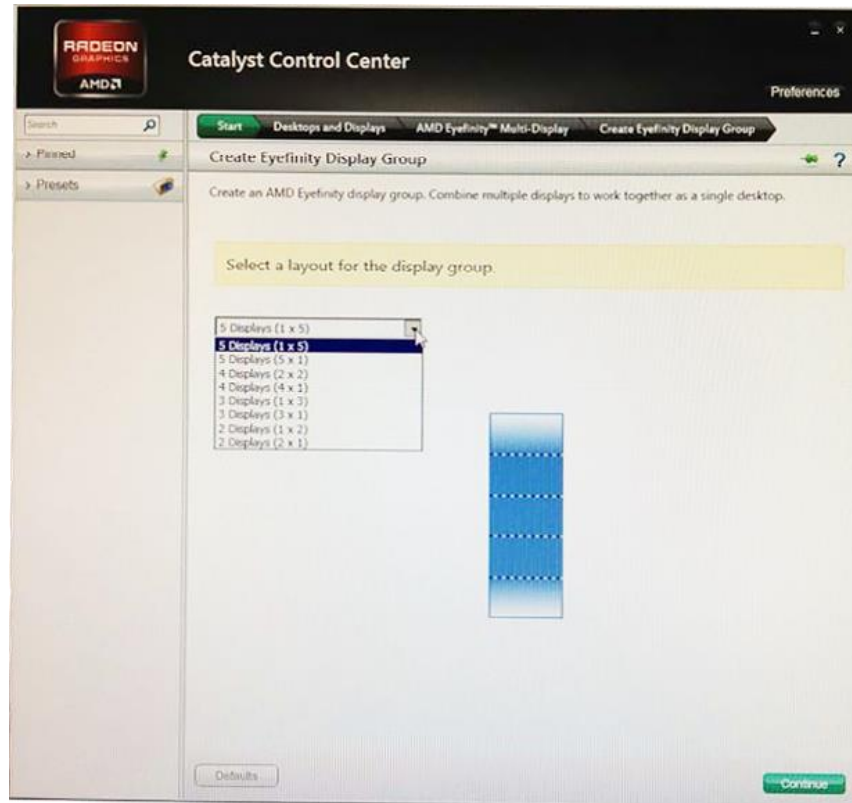 RADEON
GRAPHICS
AMD
Catalyst Control Center
Preferences
Search
Start
Desktops and Displays
AMD Eyefinity™ Multi-Display
Create Eyefinity Display Group
Pinned
Create Eyefinity Display Group
?
Presets
Create an AMD Eyefinity display group. Combine multiple displays to work together as a single desktop.
Select a layout for the display group.
5 Displays (1 x 5)
5 Displays (1 x 5)
5 Displays (5 x 1)
4 Displays (2 x 2)
4 Displays (4 x 1)
3 Displays (1 x 3)
3 Displays (3 x 1)
2 Displays (1 x 2)
2 Displays (2 x 1)
Defaults
Continue